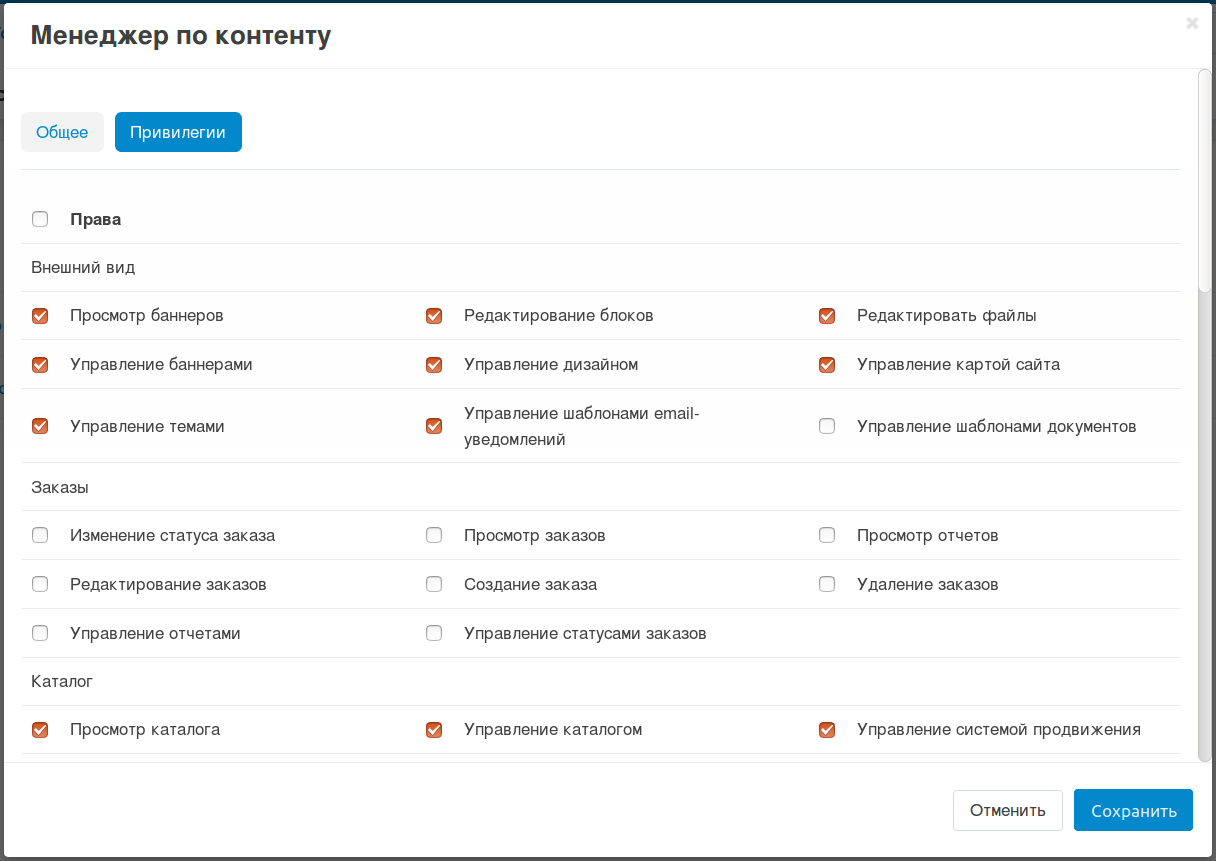 Менеджер по контенту
Общее
Привилегии
Права
Внешний вид
Просмотр баннеров
Редактирование блоков
Редактировать файлы
Управление баннерами
Управление дизайном
Управление картой сайта
Управление темами
Управление шаблонами email-
уведомлений
Управление шаблонами документов
Заказы
Изменение статуса заказа
Просмотр заказов
Просмотр отчетов
Редактирование заказов
Создание заказа
Удаление заказов
Управление отчетами
Управление статусами заказов
Каталог
Просмотр каталога
Управление каталогом
Управление системой продвижения
Отменить
Сохранить